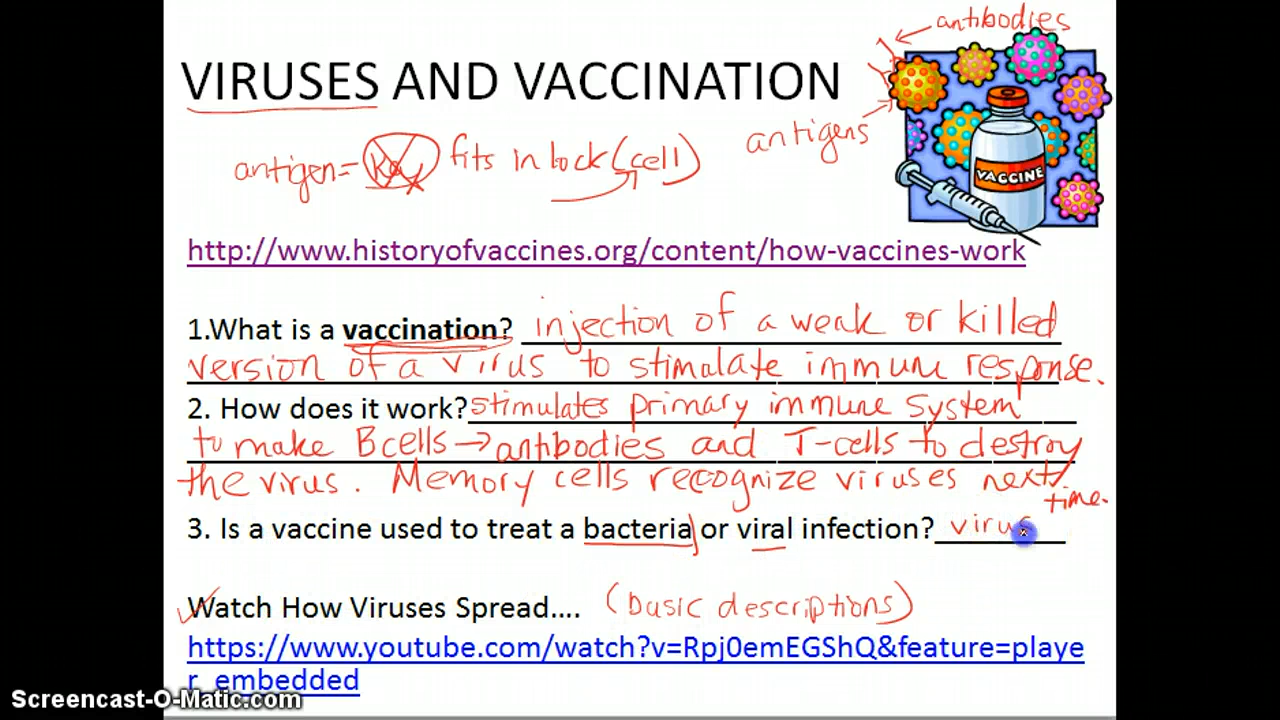 antibodies
VIRUSES AND VACCINATION
antigens
antigen= Key fits in lock (cell)
VACCINE
http://www.historyofvaccines.org/content/how-vaccines-work
1.What is a vaccination? injection of a weak or killed
version of a virus to stimulate immune response.
2. How does it work? stimulates primary immune system
to make B cells → antibodies and T-cells to destroy
the virus. Memory cells recognize viruses next
time.
3. Is a vaccine used to treat a bacteria or viral infection? virus
Watch How Viruses Spread.... (basic descriptions)
https://www.youtube.com/watch?v=Rpj0emEGShQ&feature=playe
r_embedded
Screencast-O-Matic.com